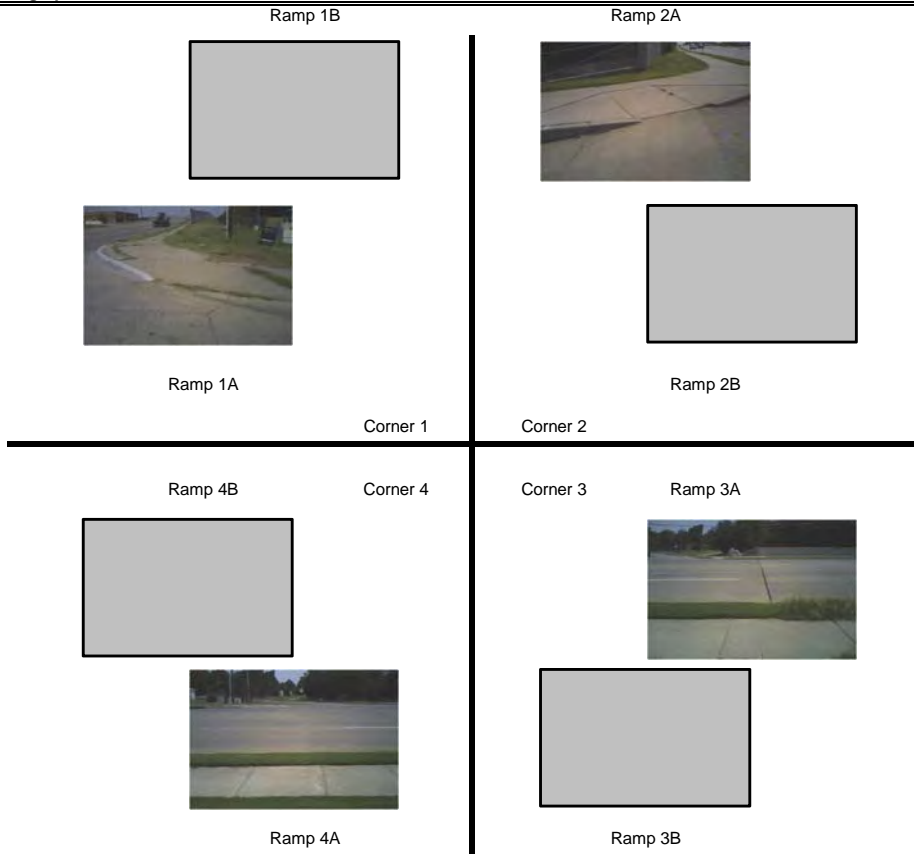 Ramp 1B
Ramp 2A
Ramp 1A
Ramp 2B
Corner 1
Corner 2
Ramp 4B
Corner 4
Corner 3
Ramp 3A
Ramp 4A
Ramp 3B